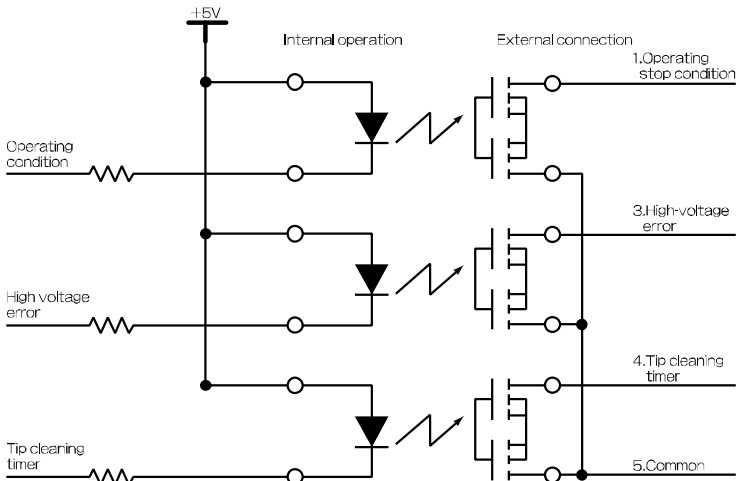 +5V
Internal operation
External connection
1.Operating
stop condition
Operating
condition
3.High-voltage
error
High voltage
error
4.Tip cleaning
timer
Tip cleaning
timer
5.Common